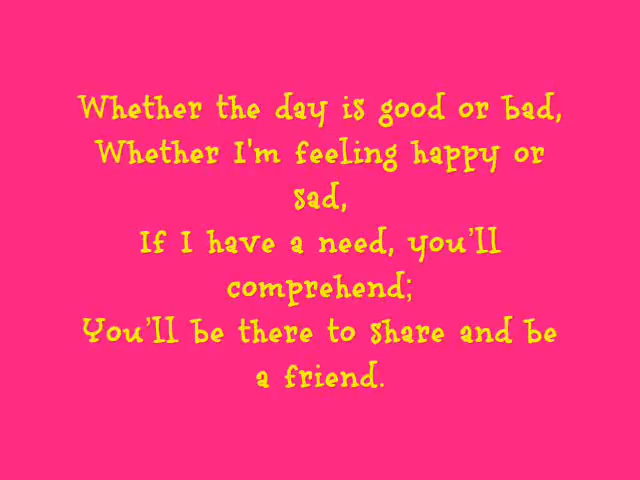 Whether the day is good or bad,
Whether I'm feeling happy or
sad,
If I have a need, you’ll
comprehend;
You’ll be there to share and be
a friend.